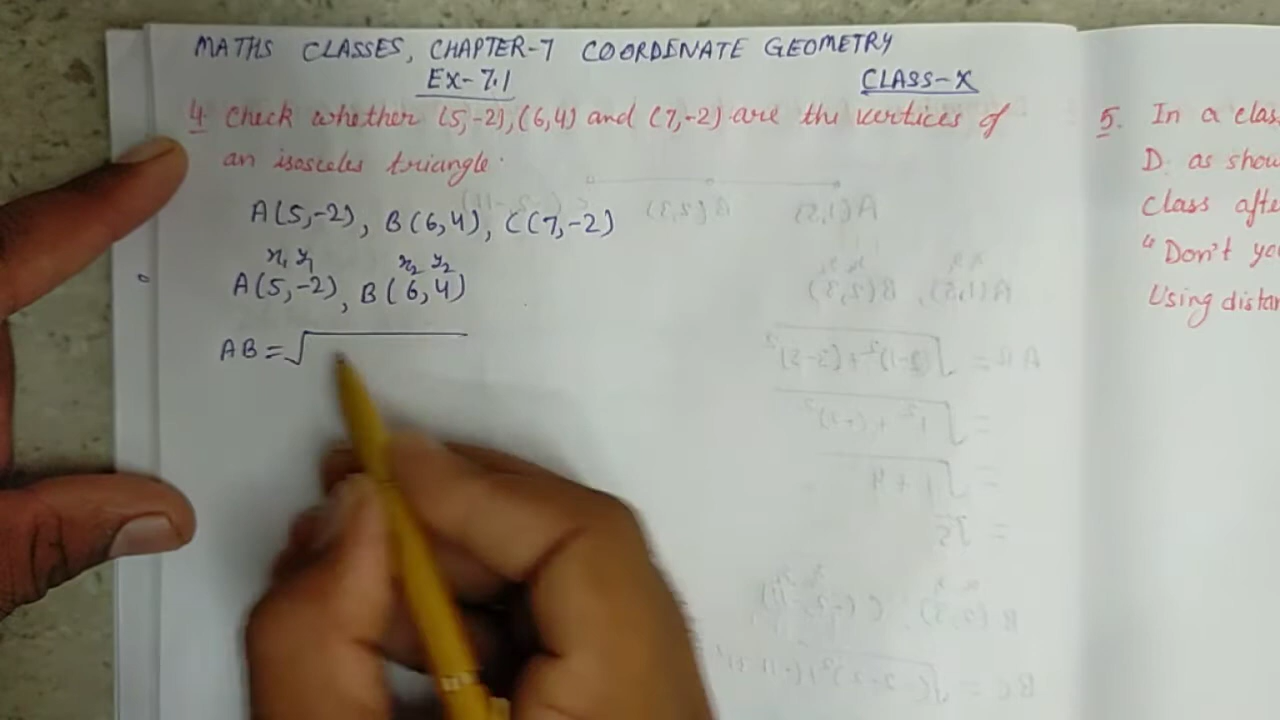 MATHS CLASSES, CHAPTER-7 COORDENATE GEOMETRY
EX-7.1 CLASS-X
4. Check whether (5,-2), (6,4) and (7,-2) are the vertices of
an isosceles triangle.
A(5,-2), B(6,4), C(7,-2)
x₁ y₁ x₂ y₂
A(5,-2), B(6,4)
AB=√
5. In a clas
D. as show
class afte
"Don't yo
Using distan